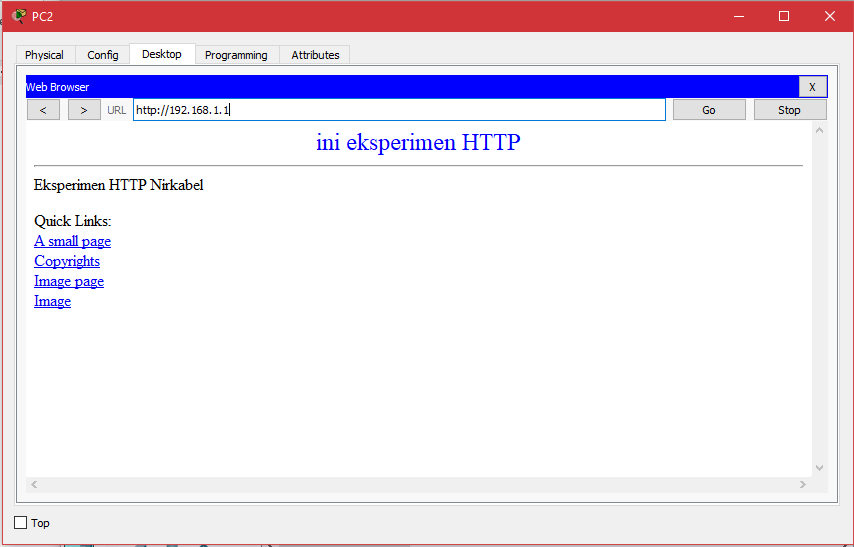 PC2
Physical Config Desktop Programming Attributes
Web Browser X
< > URL http://192.168.1.1 Go Stop
ini eksperimen HTTP
Eksperimen HTTP Nirkabel
Quick Links:
A small page
Copyrights
Image page
Image
Top